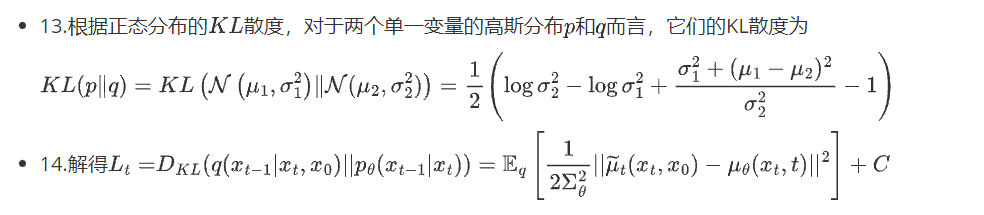 • 13.根据正态分布的$KL$散度，对于两个单一变量的高斯分布$p$和$q$而言，它们的KL散度为
$KL(p\|q) = KL\left(\mathcal{N}\left(\mu_1, \sigma_1^2\right)\|\mathcal{N}(\mu_2, \sigma_2^2)\right) = \frac{1}{2}\left(\log \sigma_2^2 - \log \sigma_1^2 + \frac{\sigma_1^2 + (\mu_1 - \mu_2)^2}{\sigma_2^2} - 1\right)$
• 14.解得$L_t = D_{KL}(q(x_{t-1}|x_t, x_0)||p_\theta(x_{t-1}|x_t)) = \mathbb{E}_q\left[\frac{1}{2\Sigma_\theta^2}||\widetilde{\mu}_t(x_t, x_0) - \mu_\theta(x_t, t)||^2\right] + C$